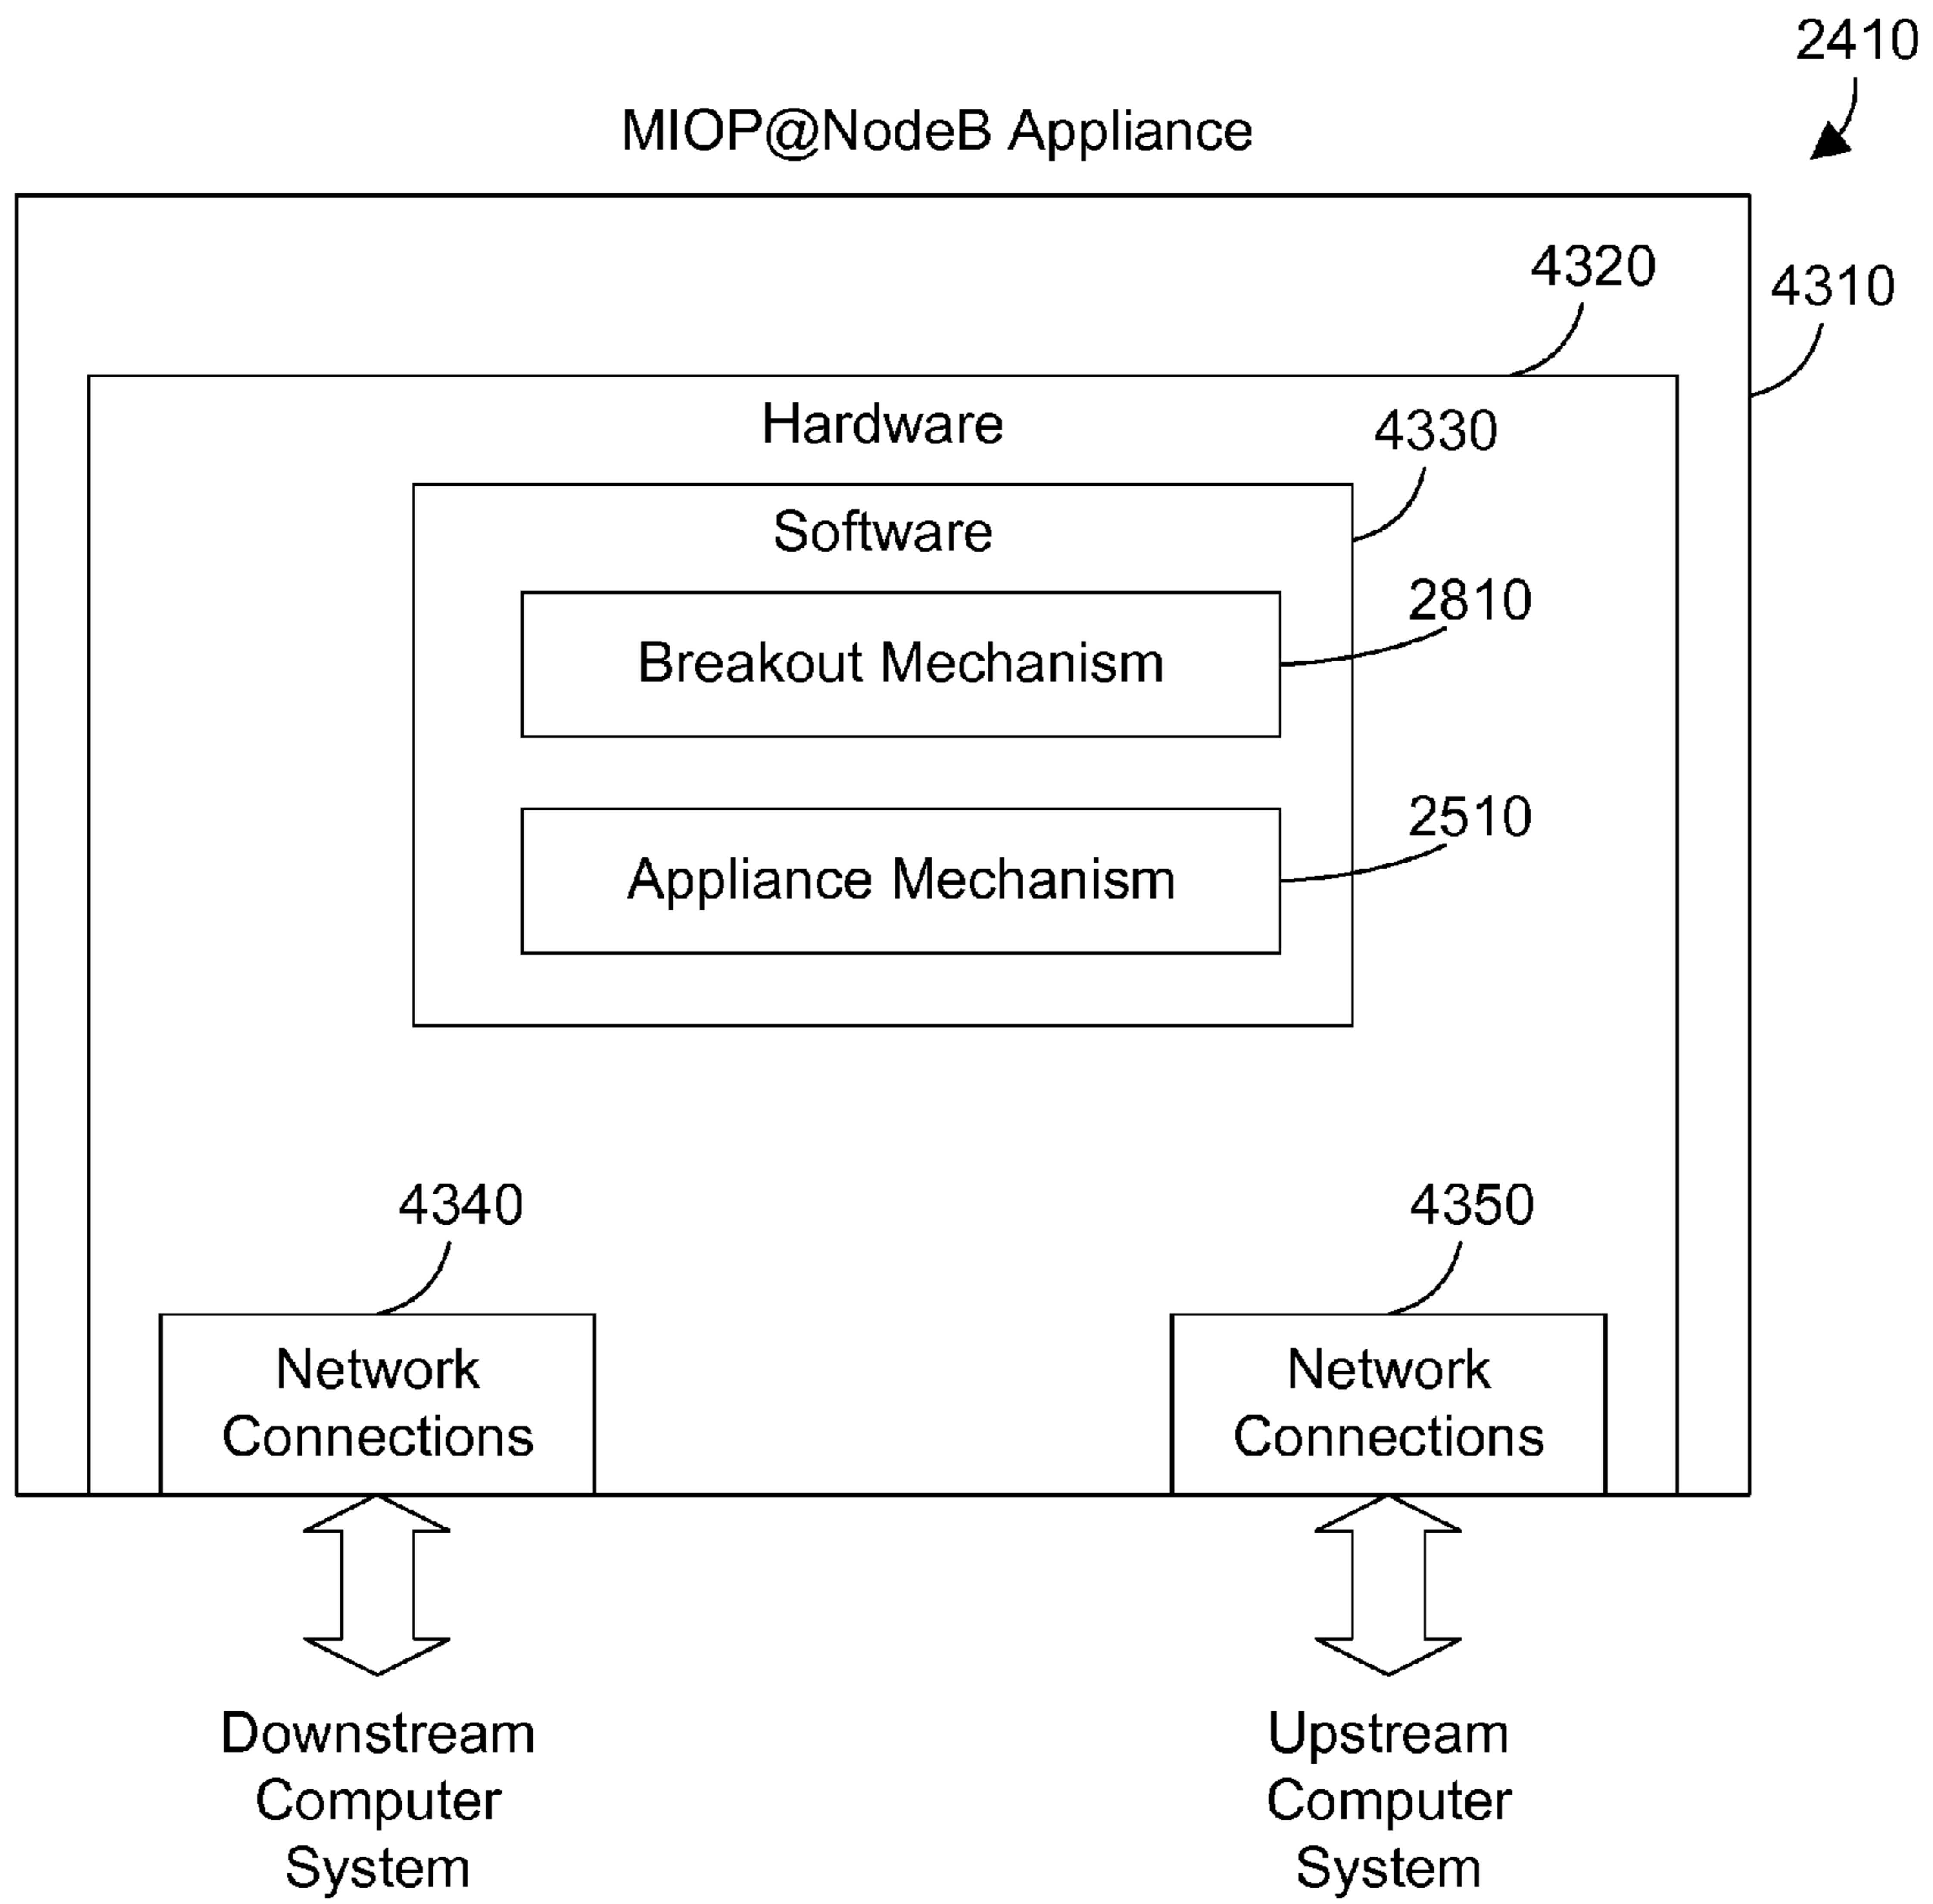 2410
MIOP@NodeB Appliance
4320
4310
Hardware
4330
Software
2810
Breakout Mechanism
2510
Appliance Mechanism
4340
4350
Network
Connections
Network
Connections
Downstream
Computer
System
Upstream
Computer
System